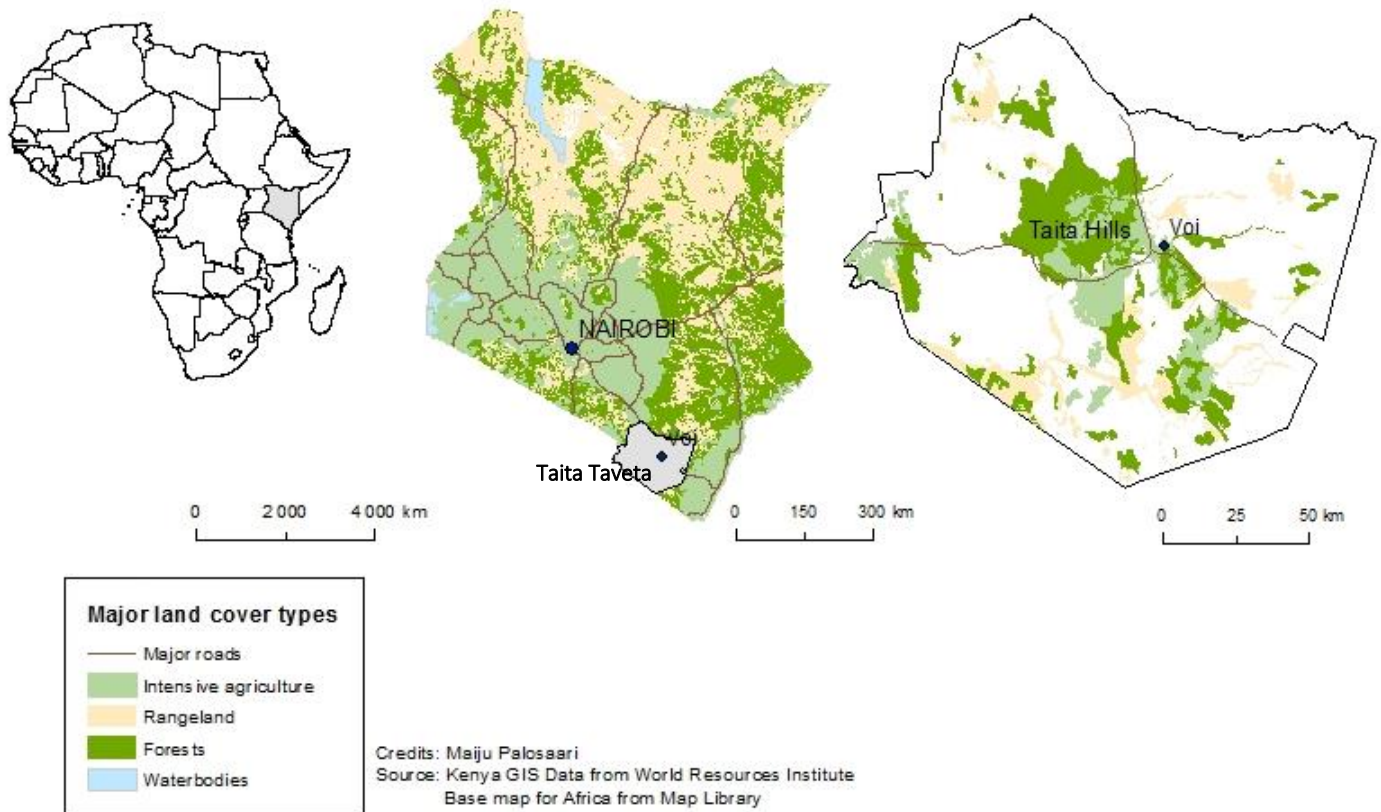 NAIROBI
Voi
Taita Taveta
Taita Hills
Voi
0 2 000 4 000 km
0 150 300 km
0 25 50 km
Major land cover types
Major roads
Intensive agriculture
Rangeland
Forests
Waterbodies
Credits: Maiju Palosaari
Source: Kenya GIS Data from World Resources Institute
Base map for Africa from Map Library